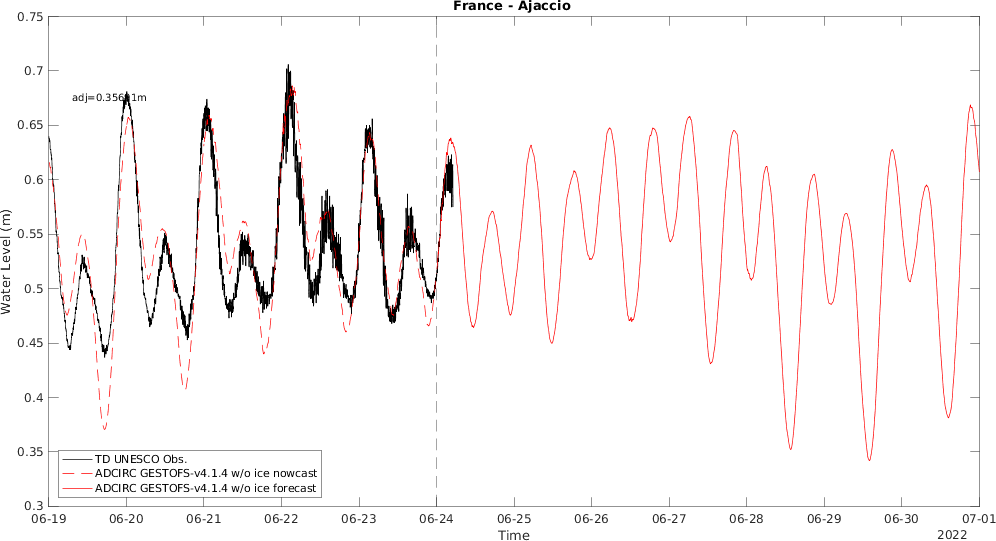 France - Ajaccio
0.75
0.7
0.65
0.6
0.55
0.5
0.45
0.4
0.35
0.3
Water Level (m)
TD UNESCO Obs.
ADCIRC GESTOFS-v4.1.4 w/o ice nowcast
ADCIRC GESTOFS-v4.1.4 w/o ice forecast
06-19 06-20 06-21 06-22 06-23 06-24 06-25 06-26 06-27 06-28 06-29 06-30 07-01
Time
2022